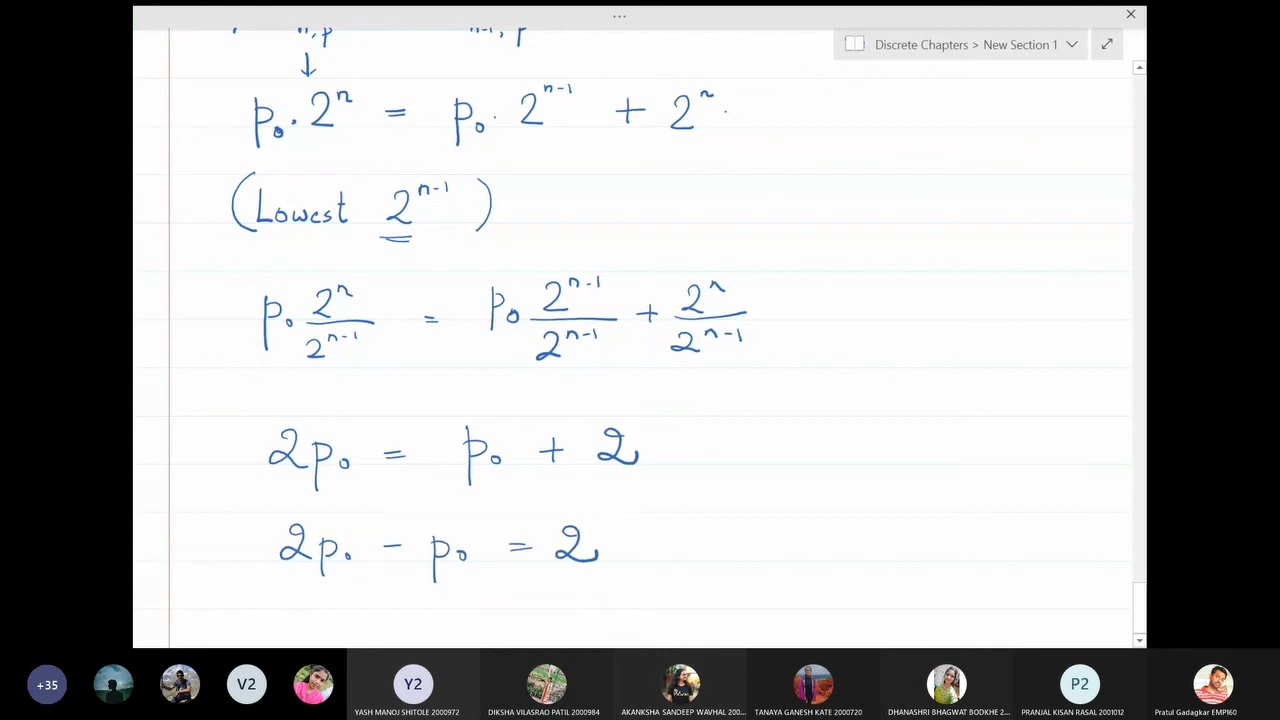 Discrete Chapters > New Section 1
n,p n-1, p
↓
p₀ · 2ⁿ = p₀ · 2ⁿ⁻¹ + 2ⁿ ·
(Lowest 2ⁿ⁻¹)
p₀ 2ⁿ/2ⁿ⁻¹ = p₀ 2ⁿ⁻¹/2ⁿ⁻¹ + 2ⁿ/2ⁿ⁻¹
2p₀ = p₀ + 2
2p₀ - p₀ = 2
+35 V2 Y2 P2
YASH MANOJ SHITOLE 2000972 DIKSHA VILASRAO PATIL 2000984 AKANKSHA SANDEEP WAVHAL 200... TANAYA GANESH KATE 2000720 DHANASHRI BHAGWAT BODKHE 2... PRANJAL KISAN RASAL 2001012 Pratul Gadagkar EMP160